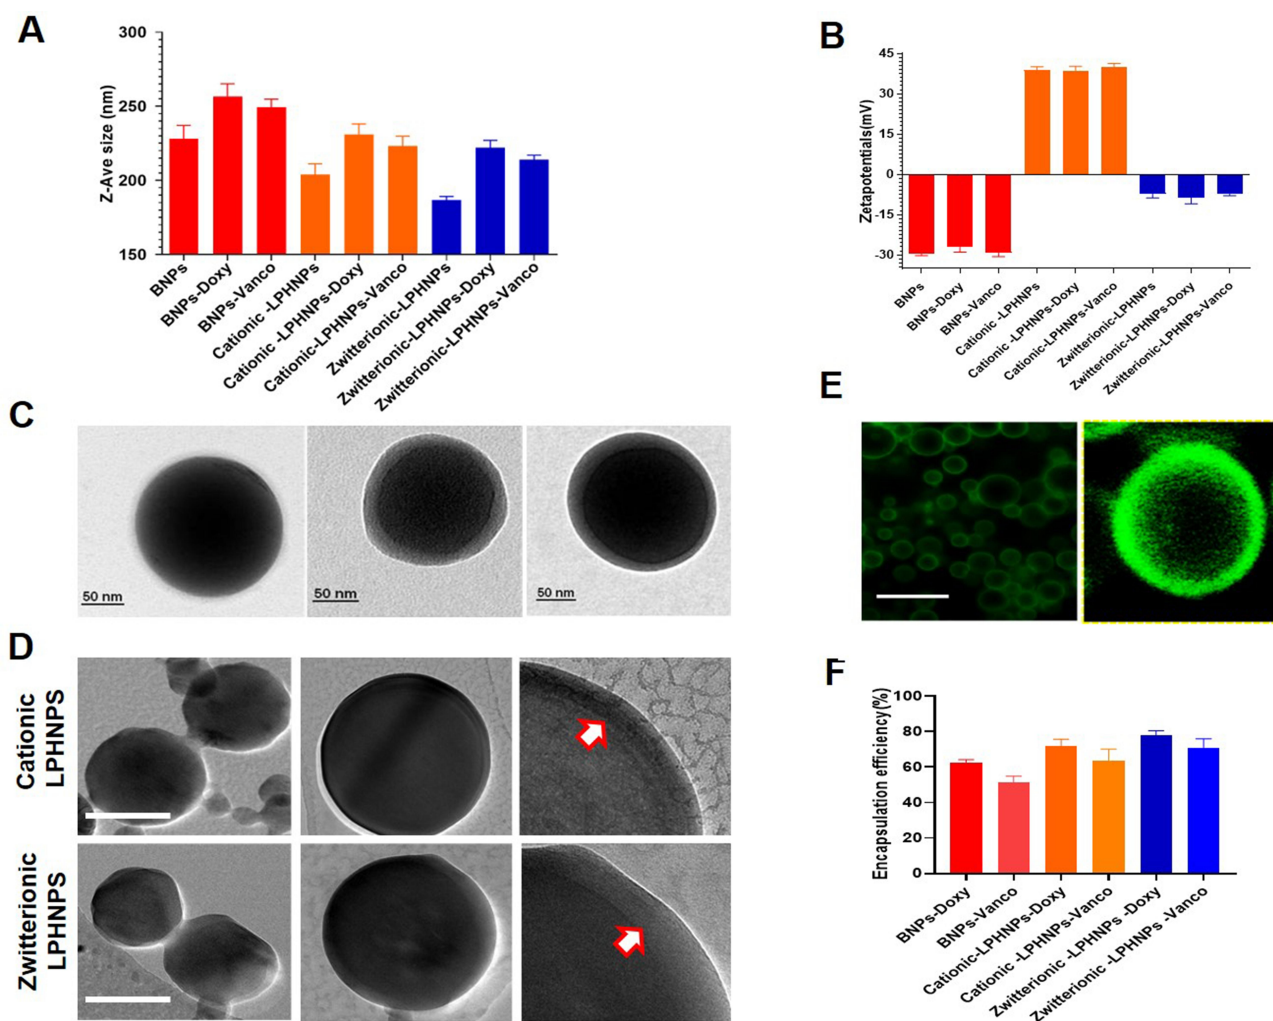 A
300
250
200
150
Z-Ave size (nm)
BNPs
BNPs-Doxy
BNPs-Vanco
Cationic -LPHNPs
Cationic -LPHNPs-Doxy
Cationic-LPHNPs-Vanco
Zwitterionic-LPHNPs
Zwitterionic-LPHNPs-Doxy
Zwitterionic-LPHNPs-Vanco
B
45
30
15
0
-15
-30
Zetapotentials(mV)
BNPs
BNPs-Doxy
BNPs-Vanco
Cationic -LPHNPs
Cationic -LPHNPs-Doxy
Cationic-LPHNPs-Vanco
Zwitterionic-LPHNPs
Zwitterionic-LPHNPs-Doxy
Zwitterionic-LPHNPs-Vanco
C
50 nm
50 nm
50 nm
D
Cationic
LPHNPS
Zwitterionic
LPHNPS
E
F
100
80
60
40
20
0
Encapsulation efficiency(%)
BNPs-Doxy
BNPs-Vanco
Cationic-LPHNPs-Doxy
Cationic -LPHNPs-Vanco
Zwitterionic -LPHNPs -Doxy
Zwitterionic -LPHNPs -Vanco